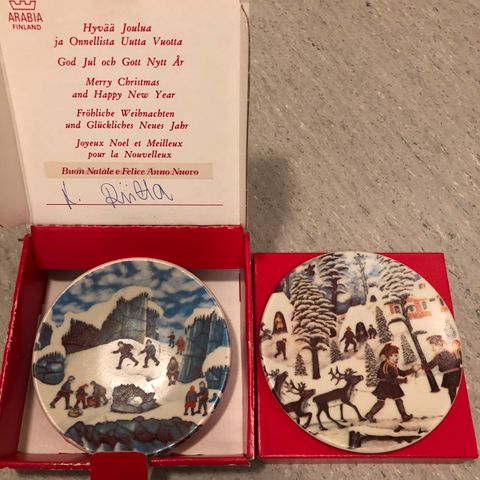 ARABIA
FINLAND
Hyvää Joulua
ja Onnellista Uutta Vuotta
God Jul och Gott Nytt År
Merry Christmas
and Happy New Year
Fröhliche Weihnachten
und Glückliches Neues Jahr
Joyeux Noel et Meilleux
pour la Nouvelleux
Buon Natale e Felice Anno Nuovo
K. Riitta